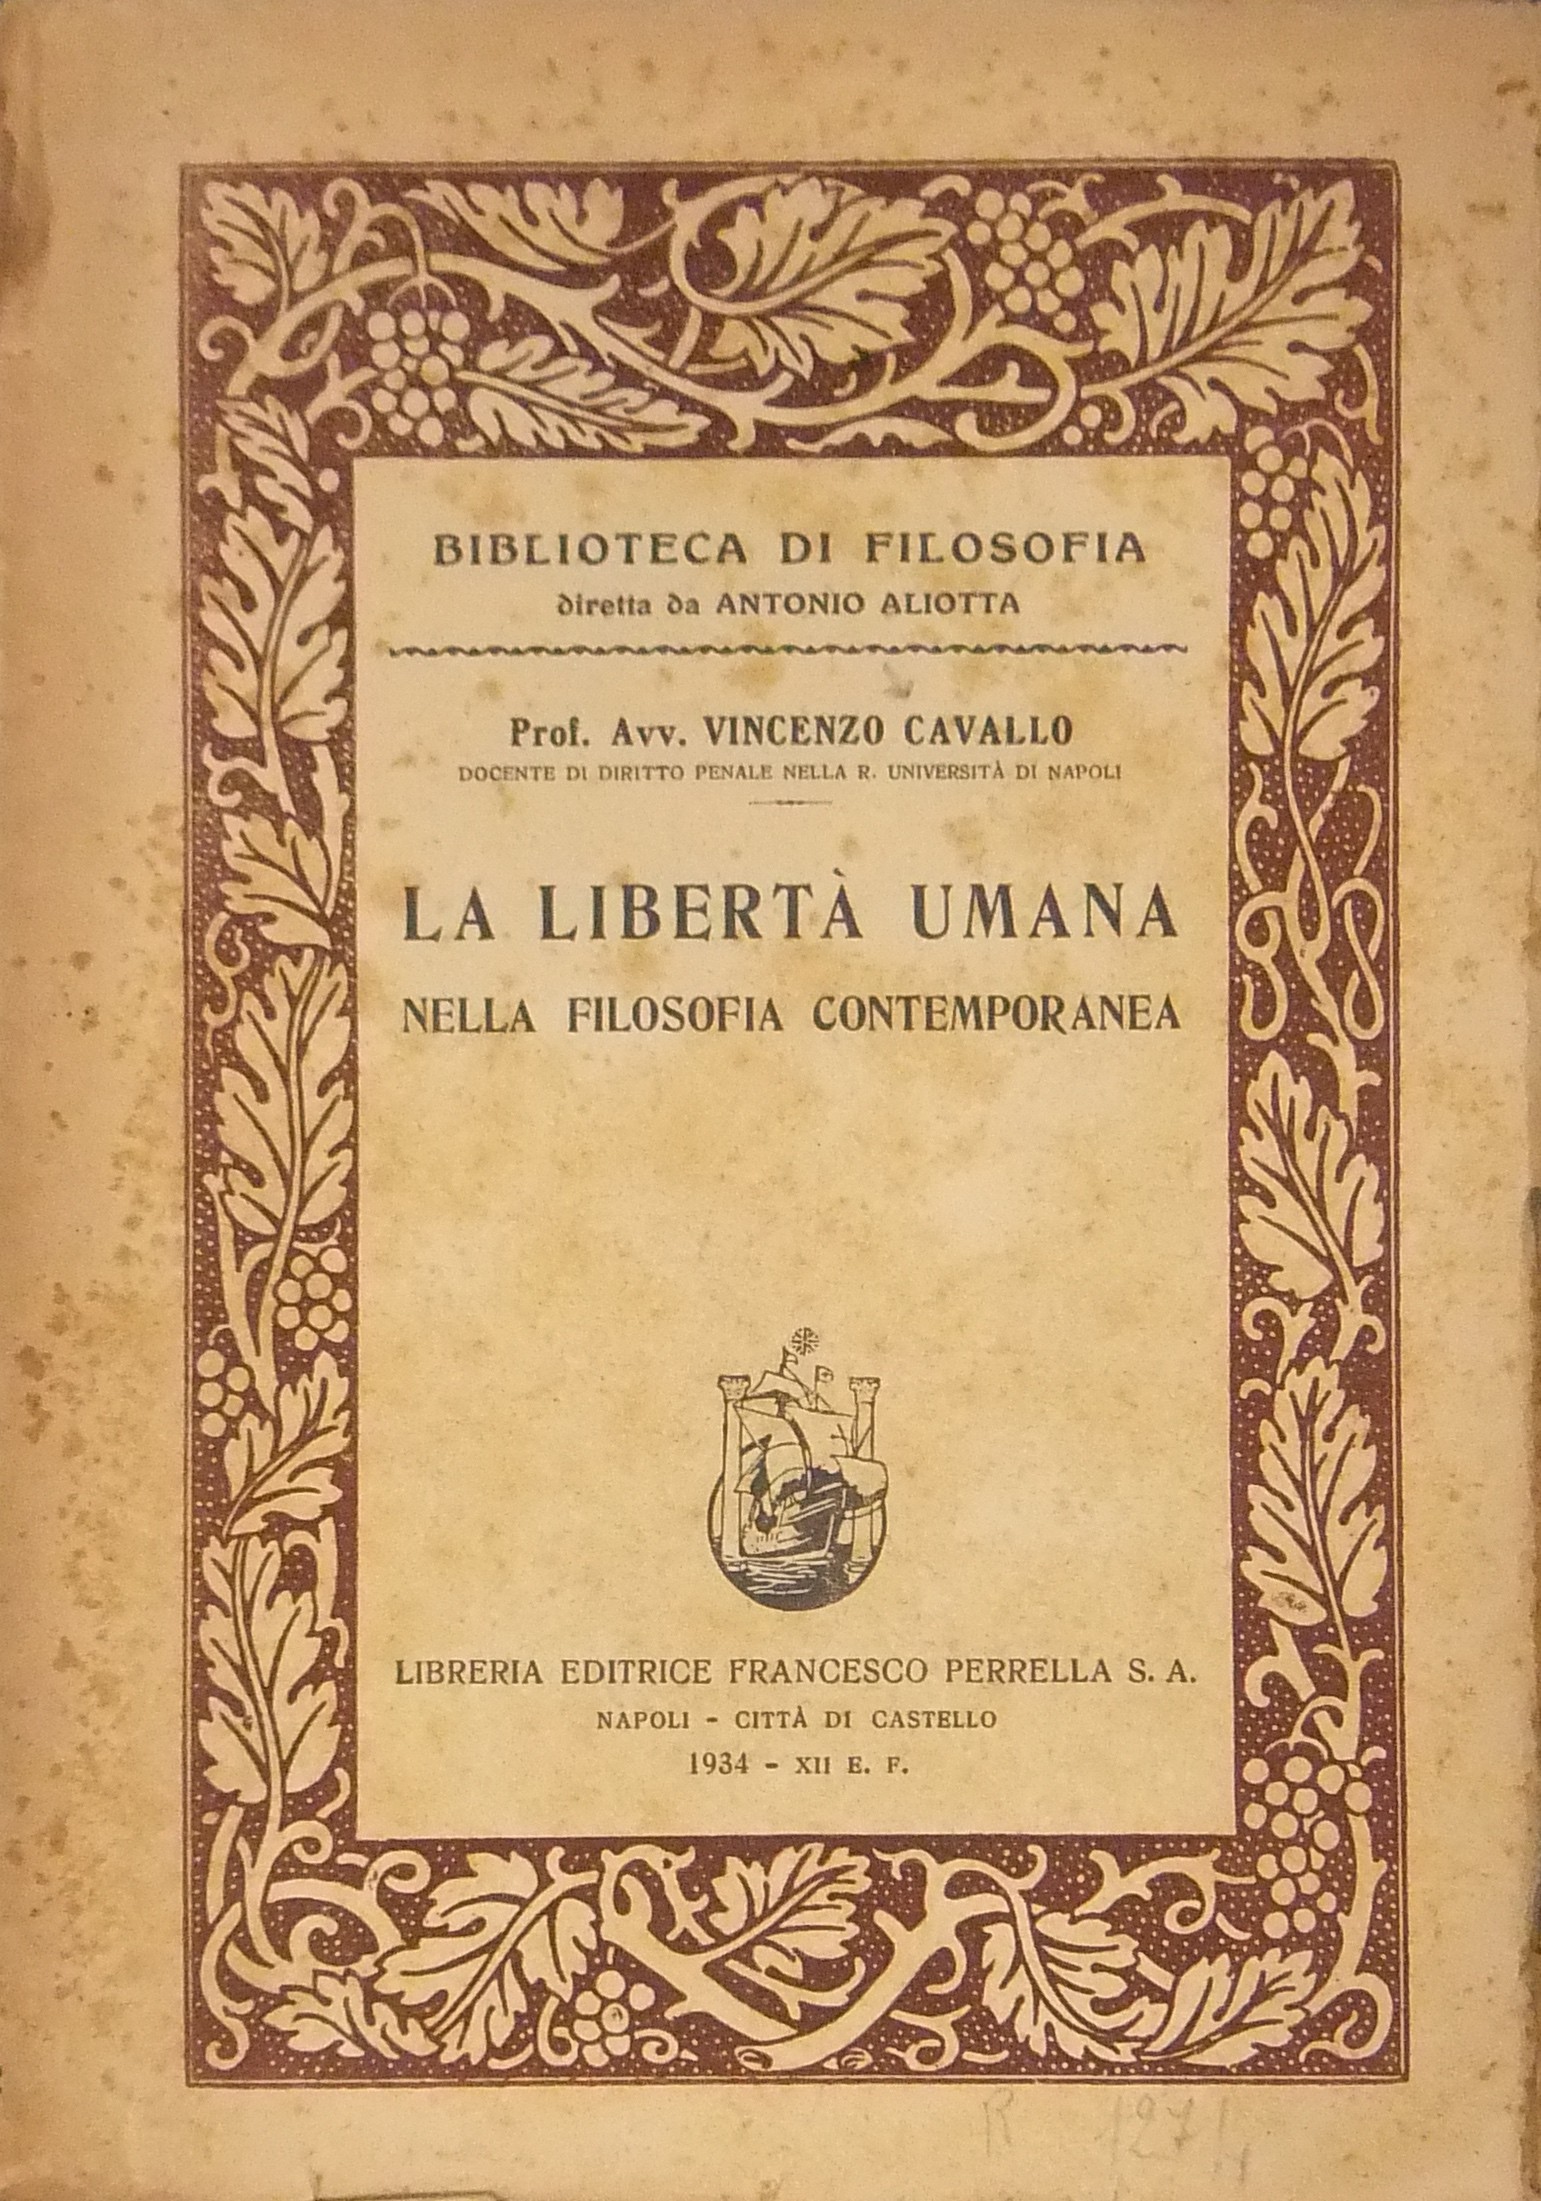 BIBLIOTECA DI FILOSOFIA
diretta da ANTONIO ALIOTTA
Prof. Avv. VINCENZO CAVALLO
DOCENTE DI DIRITTO PENALE NELLA R. UNIVERSITÀ DI NAPOLI
LA LIBERTÀ UMANA
NELLA FILOSOFIA CONTEMPORANEA
LIBRERIA EDITRICE FRANCESCO PERRELLA S. A.
NAPOLI - CITTÀ DI CASTELLO
1934 - XII E. F.